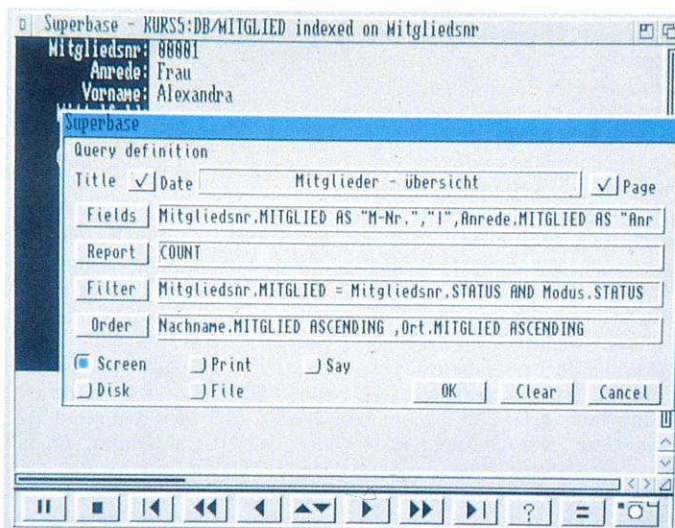 Superbase - KURS5:DB/MITGLIED indexed on Mitgliedsnr
Mitgliedsnr: 00001
Anrede: Frau
Vorname: Alexandra
Superbase
Query definition
Title Date Mitglieder - übersicht Page
Fields Mitgliedsnr.MITGLIED AS "M-Nr.","|",Anrede.MITGLIED AS "Anr
Report COUNT
Filter Mitgliedsnr.MITGLIED = Mitgliedsnr.STATUS AND Modus.STATUS
Order Nachname.MITGLIED ASCENDING ,Ort.MITGLIED ASCENDING
Screen Print Say
Disk File OK Clear Cancel
? =